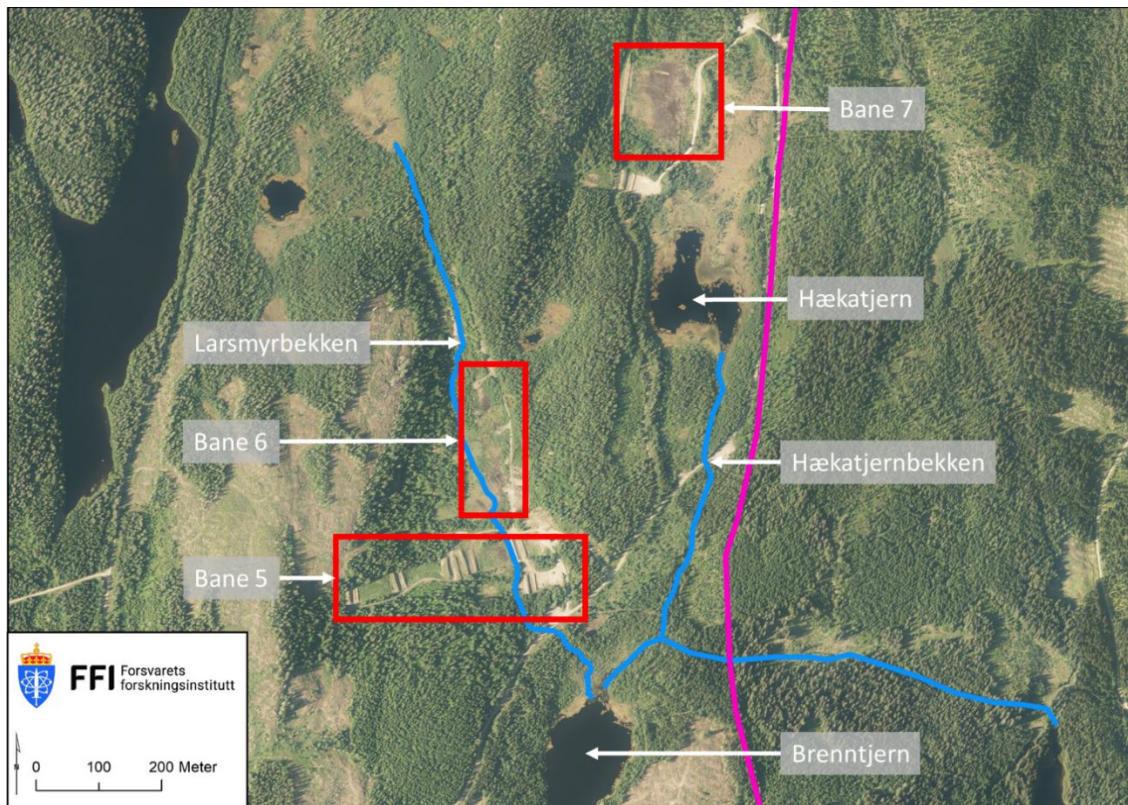 Bane 7
Hækatjern
Larsmyrbekken
Bane 6
Hækatjernbekken
Bane 5
FFI Forsvarets
forskningsinstitutt
N
0 100 200 Meter
Brenntjern